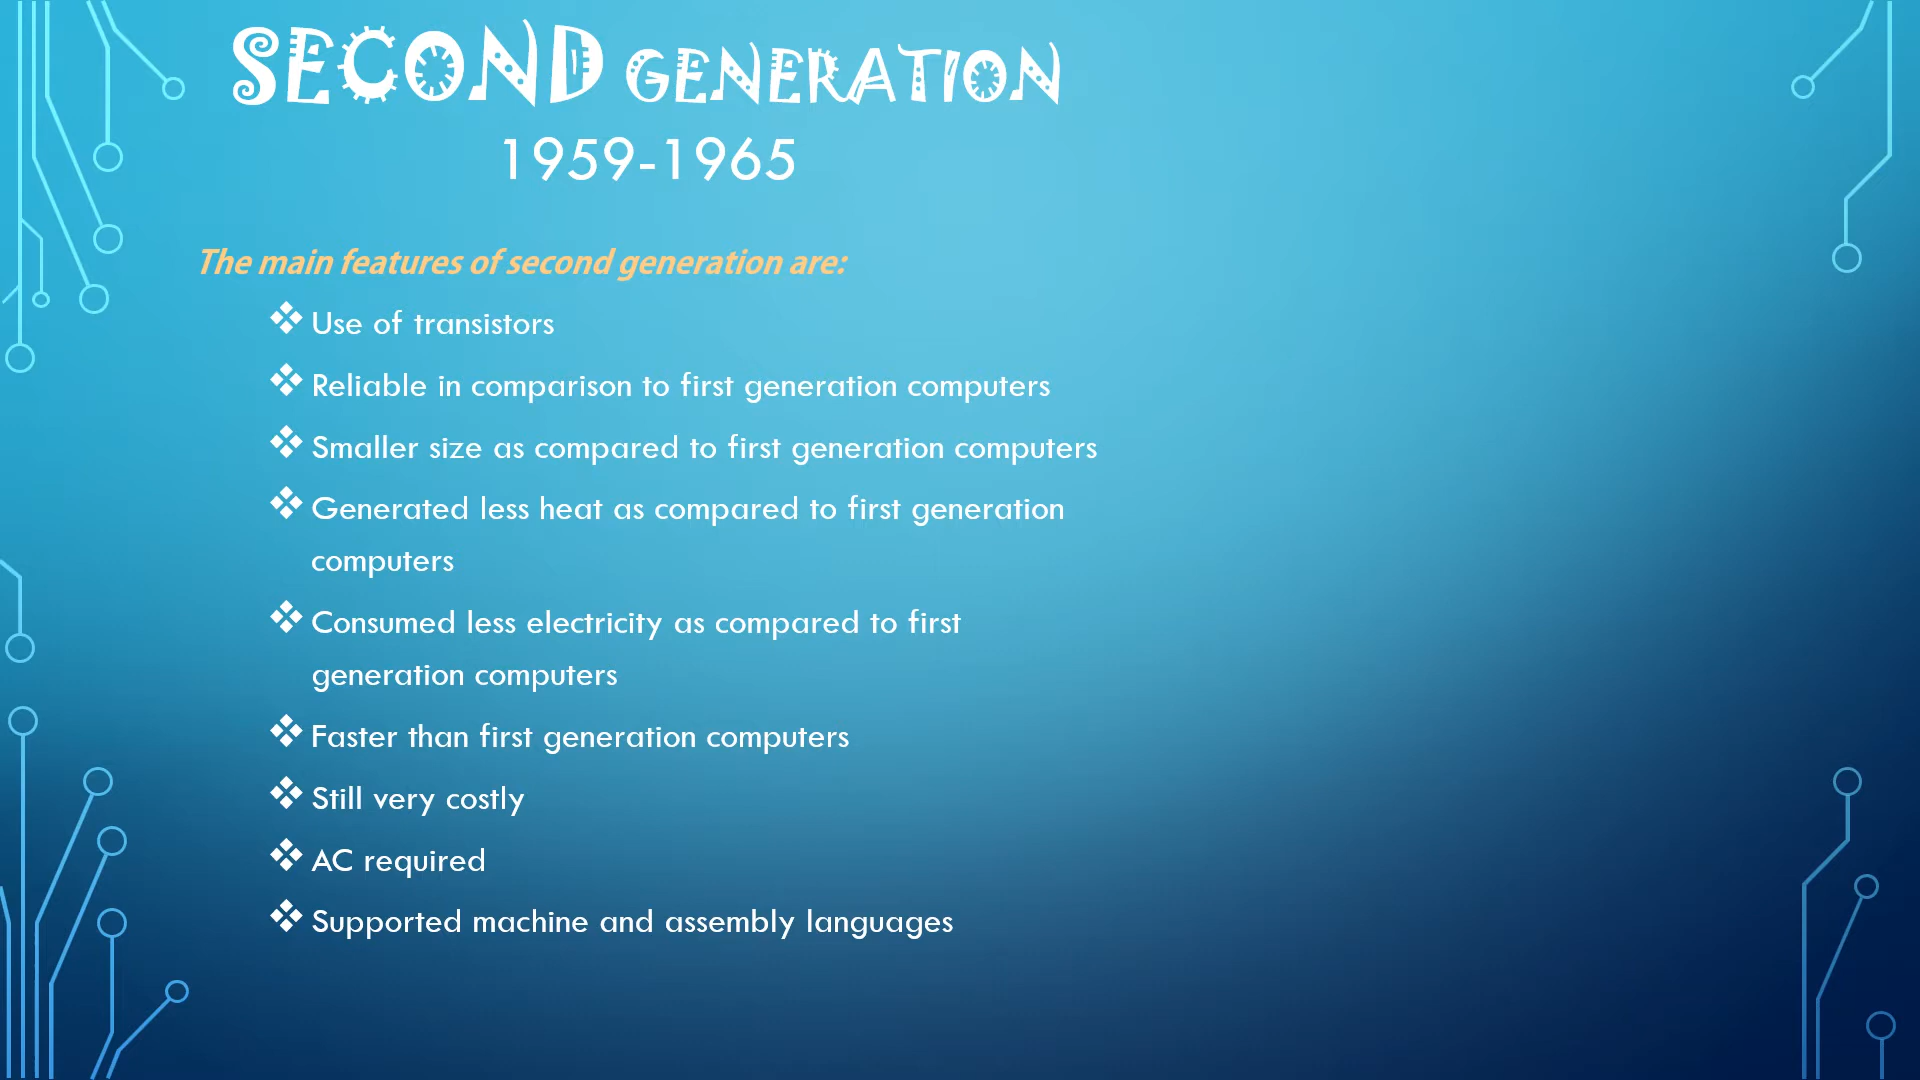 SECOND GENERATION
1959-1965
The main features of second generation are:
❖ Use of transistors
❖ Reliable in comparison to first generation computers
❖ Smaller size as compared to first generation computers
❖ Generated less heat as compared to first generation
computers
❖ Consumed less electricity as compared to first
generation computers
❖ Faster than first generation computers
❖ Still very costly
❖ AC required
❖ Supported machine and assembly languages